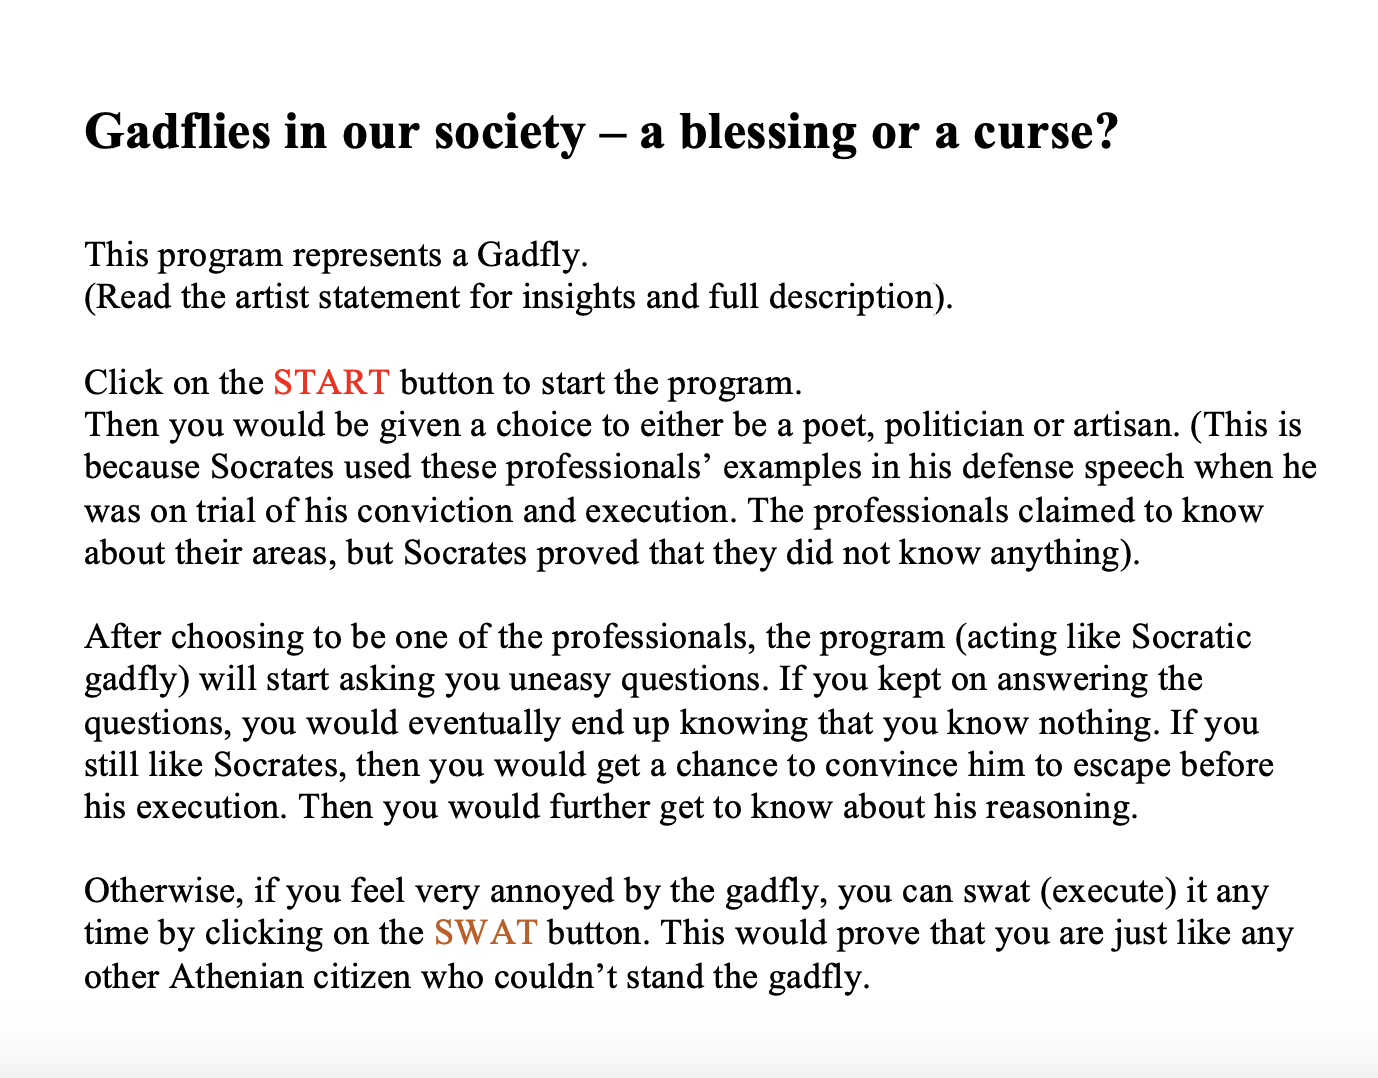 Gadflies in our society – a blessing or a curse?
This program represents a Gadfly.
(Read the artist statement for insights and full description).
Click on the START button to start the program.
Then you would be given a choice to either be a poet, politician or artisan. (This is
because Socrates used these professionals’ examples in his defense speech when he
was on trial of his conviction and execution. The professionals claimed to know
about their areas, but Socrates proved that they did not know anything).
After choosing to be one of the professionals, the program (acting like Socratic
gadfly) will start asking you uneasy questions. If you kept on answering the
questions, you would eventually end up knowing that you know nothing. If you
still like Socrates, then you would get a chance to convince him to escape before
his execution. Then you would further get to know about his reasoning.
Otherwise, if you feel very annoyed by the gadfly, you can swat (execute) it any
time by clicking on the SWAT button. This would prove that you are just like any
other Athenian citizen who couldn’t stand the gadfly.